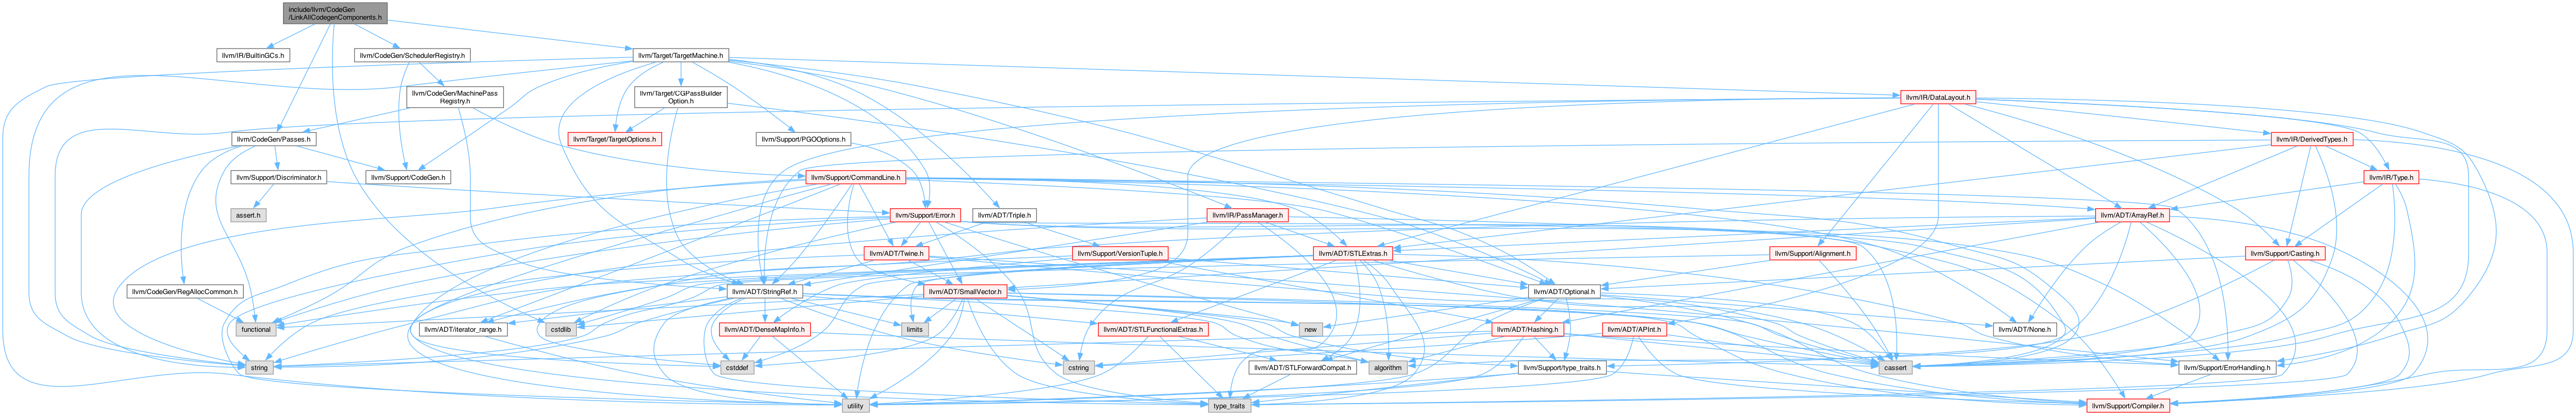 include/llvm/CodeGen
/LinkAllCodegenComponents.h
llvm/IR/BuiltinGCs.h
llvm/CodeGen/SchedulerRegistry.h
llvm/Target/TargetMachine.h
llvm/CodeGen/MachinePass
Registry.h
llvm/Target/CGPassBuilder
Option.h
llvm/IR/DataLayout.h
llvm/CodeGen/Passes.h
llvm/Target/TargetOptions.h
llvm/Support/PGOOptions.h
llvm/IR/DerivedTypes.h
llvm/Support/Discriminator.h
llvm/Support/CodeGen.h
llvm/Support/CommandLine.h
llvm/IR/Type.h
assert.h
llvm/Support/Error.h
llvm/ADT/Triple.h
llvm/IR/PassManager.h
llvm/ADT/ArrayRef.h
llvm/ADT/Twine.h
llvm/Support/VersionTuple.h
llvm/ADT/STLExtras.h
llvm/Support/Alignment.h
llvm/Support/Casting.h
llvm/CodeGen/RegAllocCommon.h
llvm/ADT/StringRef.h
llvm/ADT/SmallVector.h
llvm/ADT/Optional.h
functional
llvm/ADT/iterator_range.h
cstdlib
llvm/ADT/DenseMapInfo.h
limits
llvm/ADT/STLFunctionalExtras.h
new
llvm/ADT/Hashing.h
llvm/ADT/APInt.h
llvm/ADT/None.h
string
cstddef
cstring
llvm/ADT/STLForwardCompat.h
algorithm
llvm/Support/type_traits.h
cassert
llvm/Support/ErrorHandling.h
utility
type_traits
llvm/Support/Compiler.h